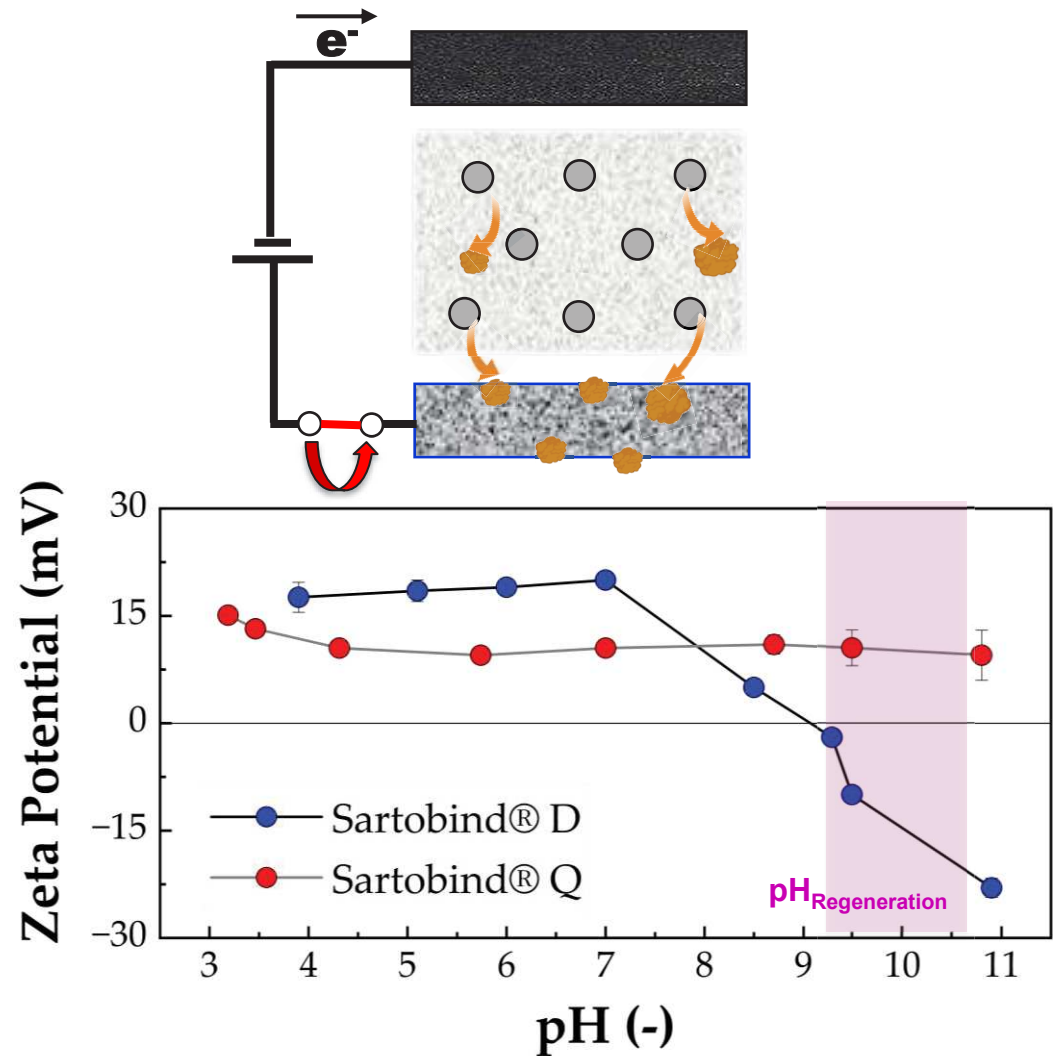 e-
Zeta Potential (mV)
30
15
0
−15
−30
Sartobind® D
Sartobind® Q
pHRegeneration
3 4 5 6 7 8 9 10 11
pH (-)